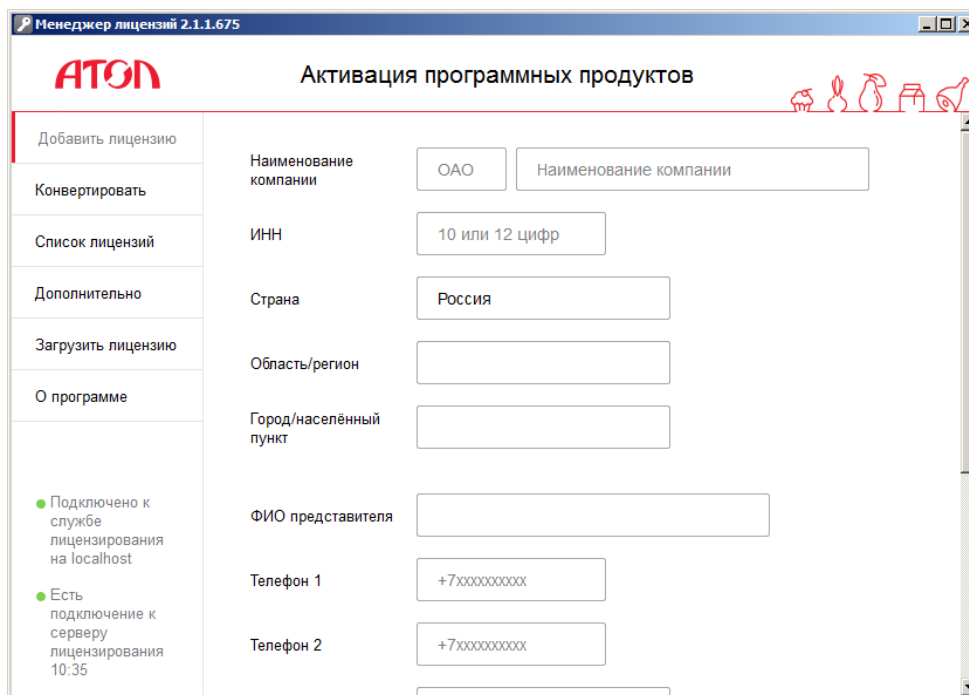 Менеджер лицензий 2.1.1.675
АТОЛ
Активация программных продуктов
Добавить лицензию
Конвертировать
Список лицензий
Дополнительно
Загрузить лицензию
О программе
Подключено к
службе
лицензирования
на localhost
Есть
подключение к
серверу
лицензирования
10:35
Наименование
компании
ОАО
Наименование компании
ИНН
10 или 12 цифр
Страна
Россия
Область/регион
Город/населённый
пункт
ФИО представителя
Телефон 1
+7xxxxxxxxxx
Телефон 2
+7xxxxxxxxxx